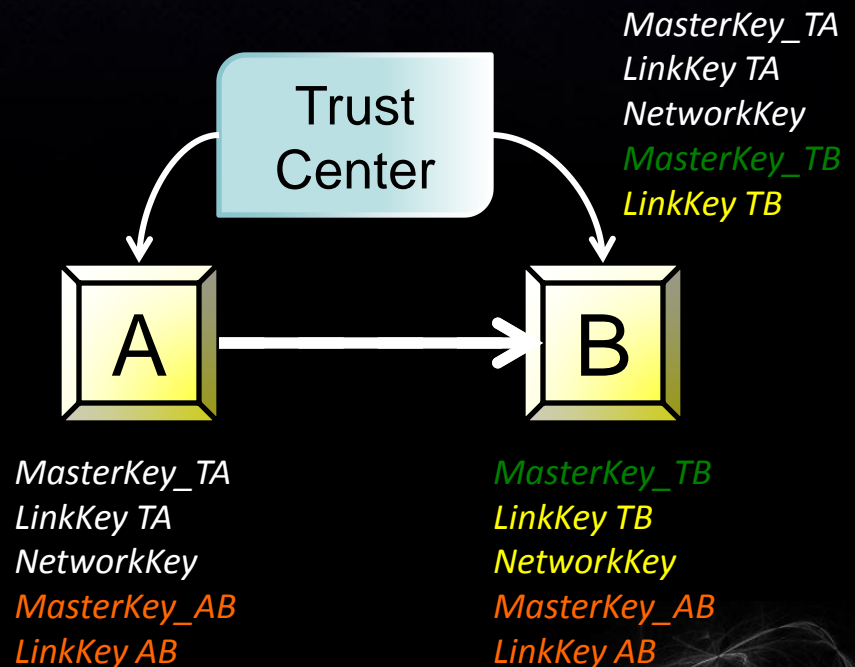 MasterKey_TA
LinkKey TA
NetworkKey
MasterKey_TB
LinkKey TB
Trust
Center
A
B
MasterKey_TA
LinkKey TA
NetworkKey
MasterKey_AB
LinkKey AB
MasterKey_TB
LinkKey TB
NetworkKey
MasterKey_AB
LinkKey AB